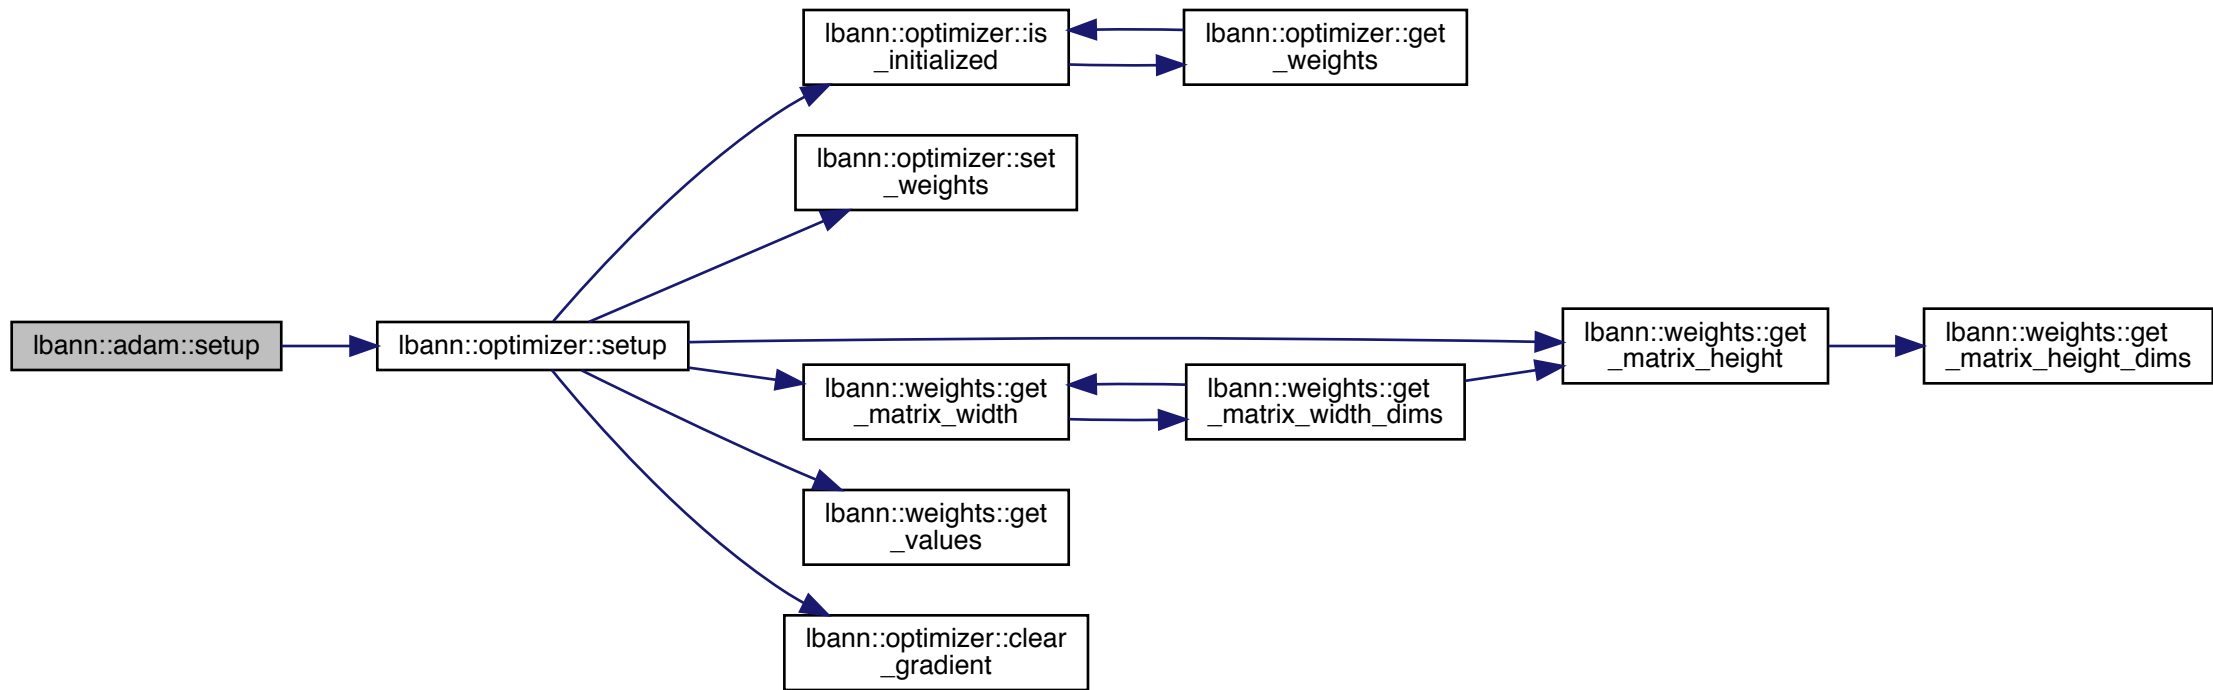 lbann::adam::setup
lbann::optimizer::setup
lbann::optimizer::is
_initialized
lbann::optimizer::get
_weights
lbann::optimizer::set
_weights
lbann::weights::get
_matrix_height
lbann::weights::get
_matrix_height_dims
lbann::weights::get
_matrix_width
lbann::weights::get
_matrix_width_dims
lbann::weights::get
_values
lbann::optimizer::clear
_gradient